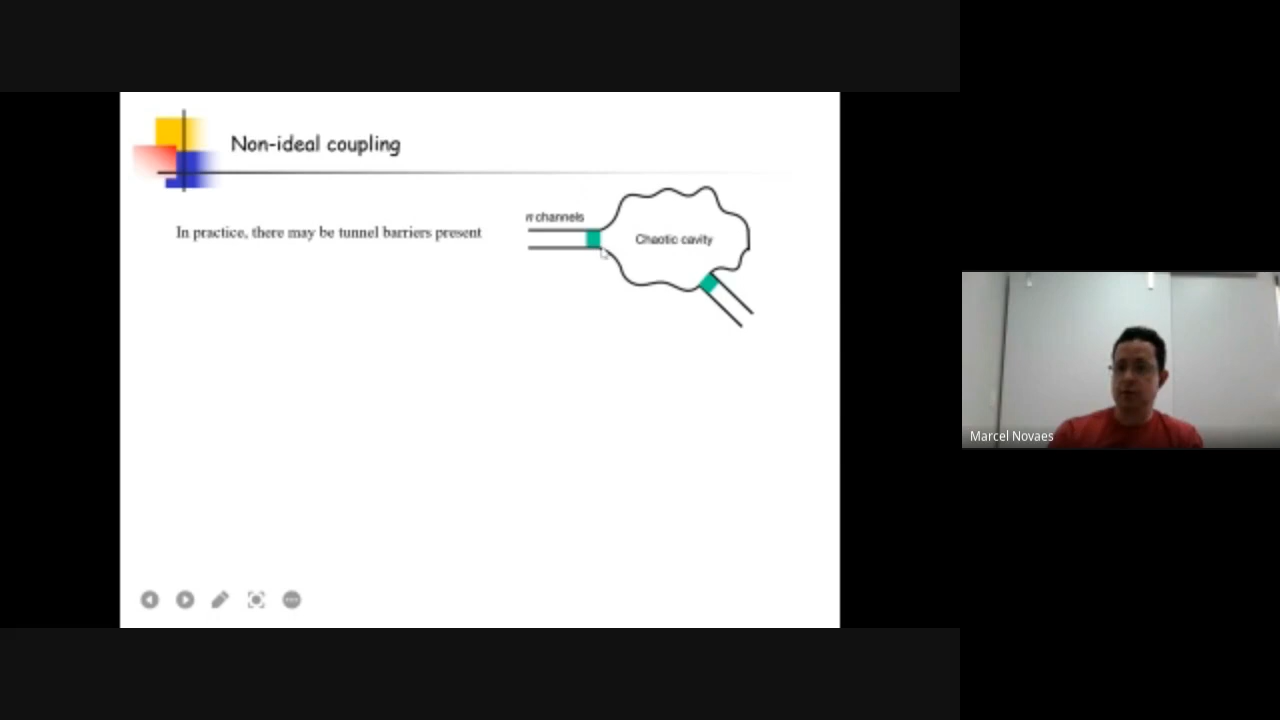 Non-ideal coupling
In practice, there may be tunnel barriers present
n channels
Chaotic cavity
Marcel Novaes